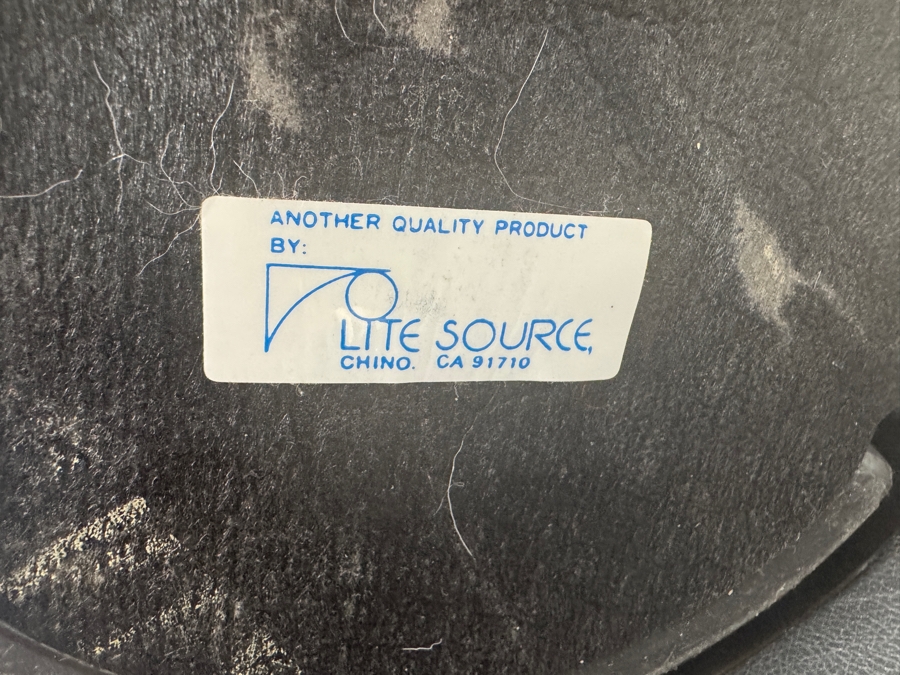 ANOTHER QUALITY PRODUCT
BY:
LITE SOURCE,
CHINO. CA 91710